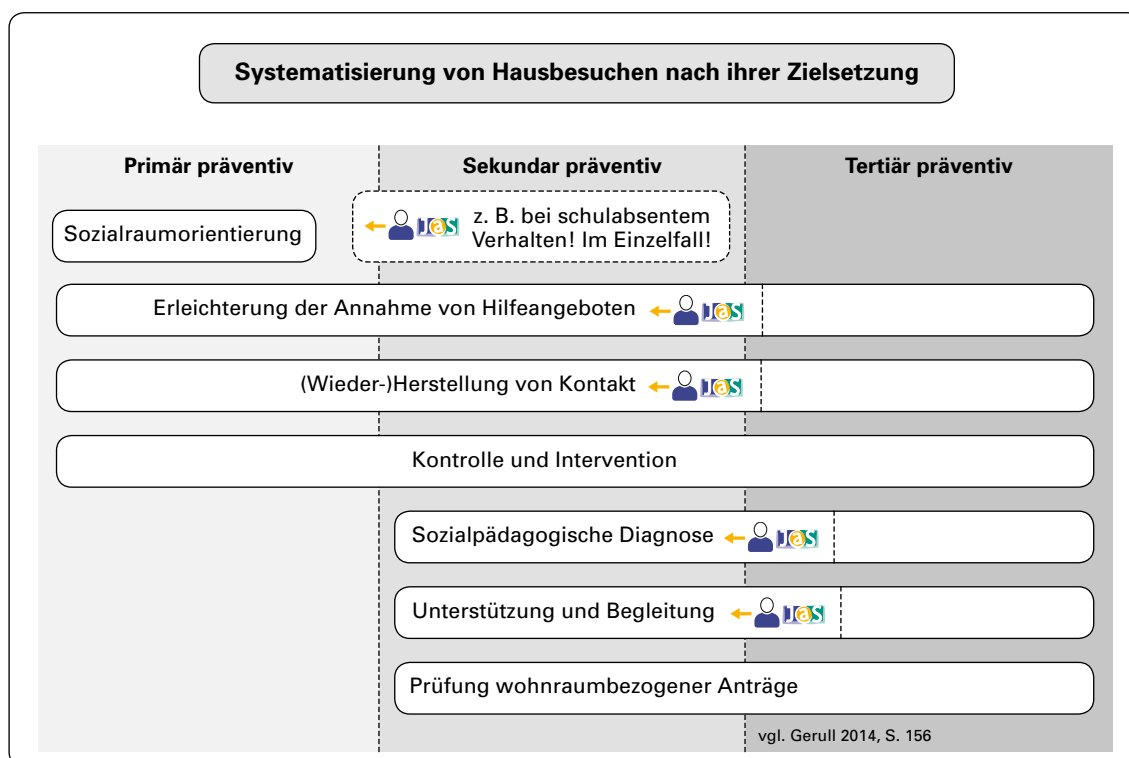 Systematisierung von Hausbesuchen nach ihrer Zielsetzung
Primär präventiv
Sekundar präventiv
Tertiär präventiv
Sozialraumorientierung
JaS z. B. bei schulabsentem
Verhalten! Im Einzelfall!
Erleichterung der Annahme von Hilfeangeboten JaS
(Wieder-)Herstellung von Kontakt JaS
Kontrolle und Intervention
Sozialpädagogische Diagnose JaS
Unterstützung und Begleitung JaS
Prüfung wohnraumbezogener Anträge
vgl. Gerull 2014, S. 156